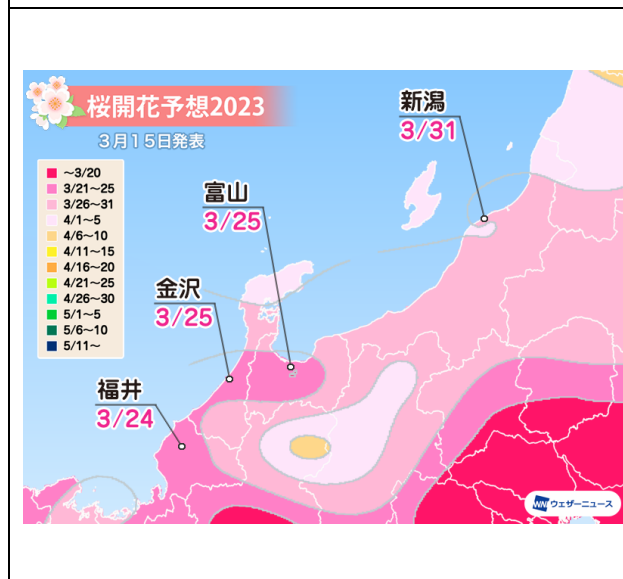 桜開花予想2023
3月15日発表
新潟
3/31
富山
3/25
金沢
3/25
福井
3/24
～3/20
3/21～25
3/26～31
4/1～5
4/6～10
4/11～15
4/16～20
4/21～25
4/26～30
5/1～5
5/6～10
5/11～
WN ウェザーニュース